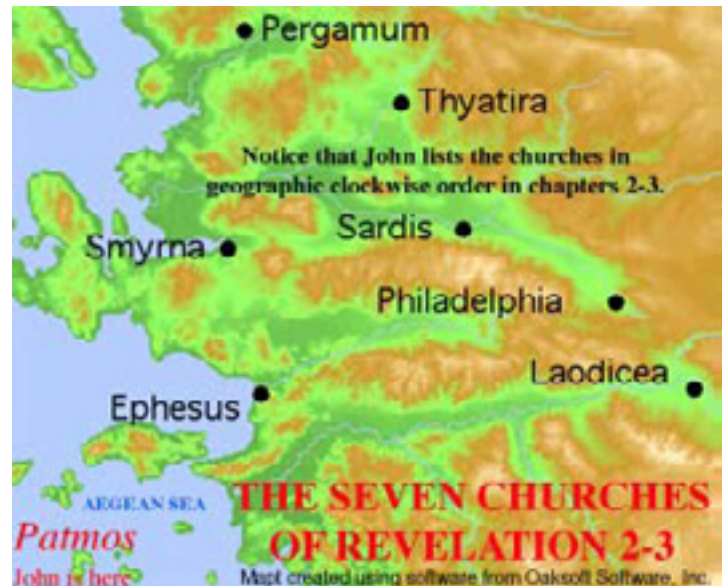 Pergamum
Thyatira
Notice that John lists the churches in
geographic clockwise order in chapters 2-3.
Sardis
Smyrna
Philadelphia
Laodicea
Ephesus
AEGEAN SEA
THE SEVEN CHURCHES
OF REVELATION 2-3
Patmos
John is here
Mapt created using software from Oaksoft Software, Inc